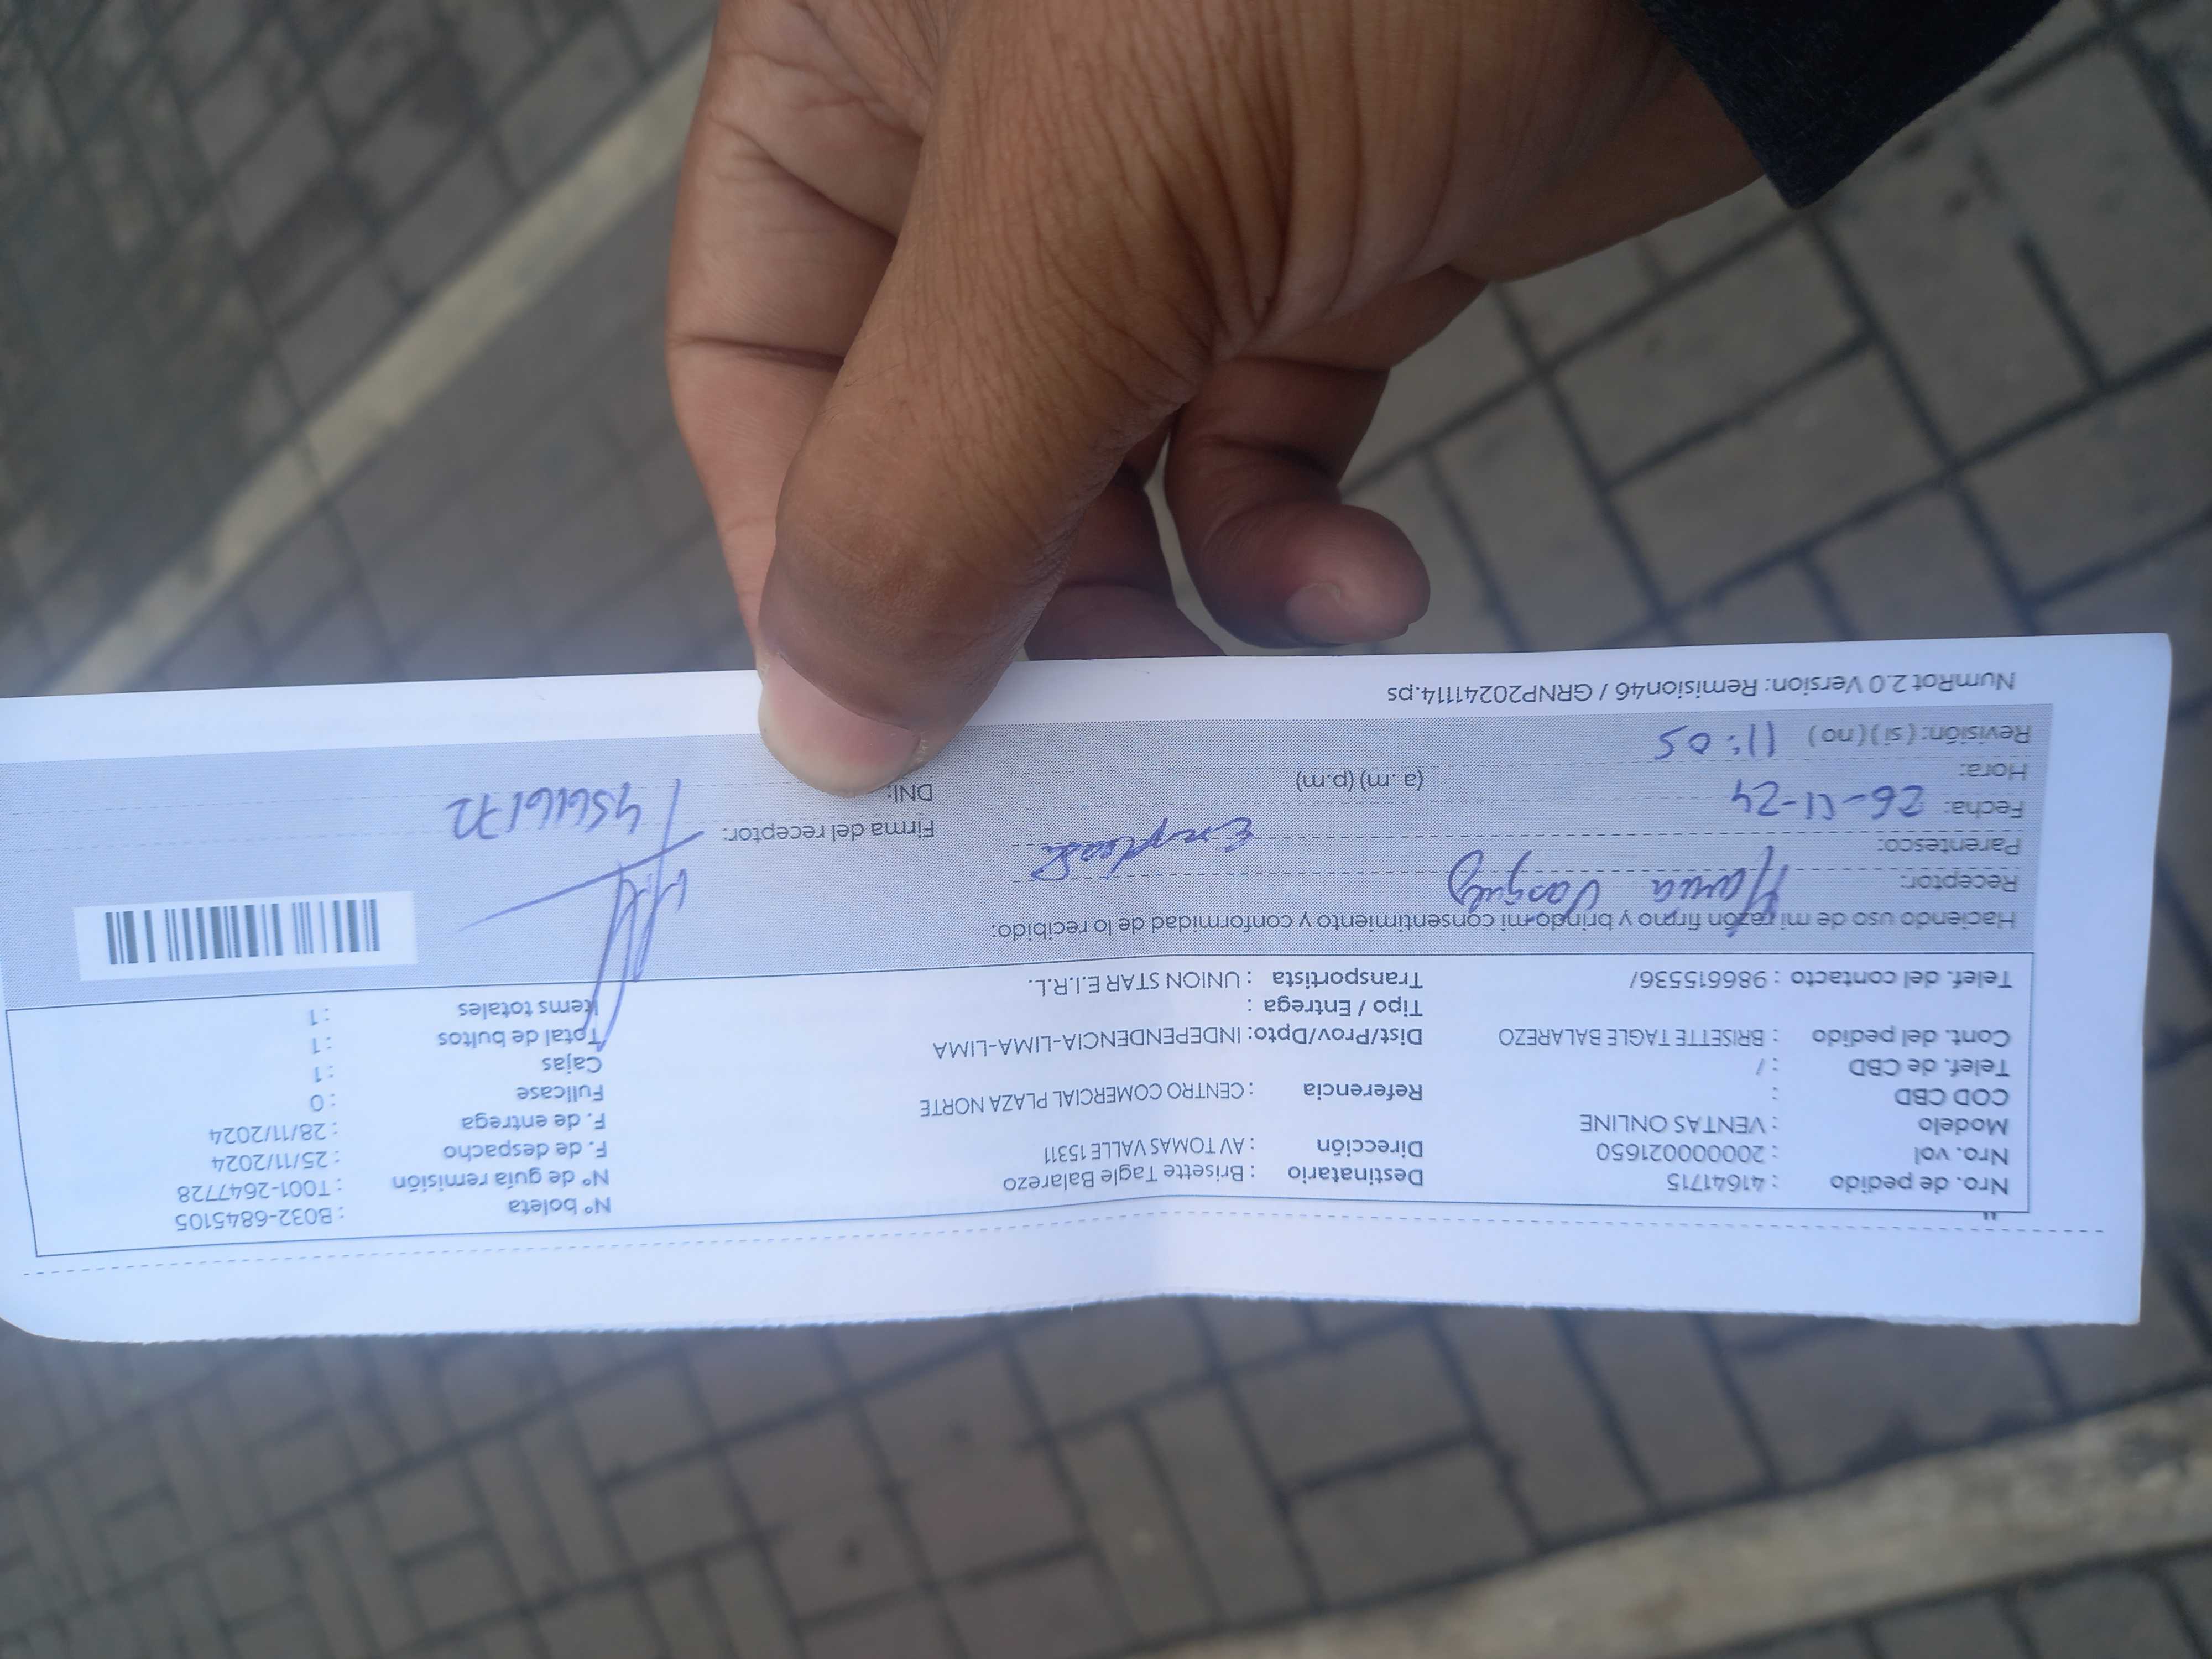 Nro. de pedido : 41641715
Nro. vol : 20000021650
Modelo : VENTAS ONLINE
COD CBD :
Telef. de CBD : /
Cont. del pedido : BRISETTE TAGLE BALAREZO
Telef. del contacto : 986615536/
Destinatario : Brisette Tagle Balarezo
Dirección : AV TOMAS VALLE 15311
Referencia : CENTRO COMERCIAL PLAZA NORTE
Dist/Prov/Dpto: INDEPENDENCIA-LIMA-LIMA
Tipo / Entrega :
Transportista : UNION STAR E.I.R.L.
N° boleta : B032-6845105
N° de guía remisión : T001-2647728
F. de despacho : 25/11/2024
F. de entrega : 28/11/2024
Fullcase : 0
Cajas : 1
Total de bultos : 1
Items totales : 1
Haciendo uso de mi razón firmo y brindo mi consentimiento y conformidad de lo recibido:
Receptor: Maria Vasquez
Parentesco:
Fecha: 26-11-24
Hora: (a .m) (p.m)
Revisión: ( si ) ( no ) 11:05
Firma del receptor:
DNI:
NumRot 2.0 Version: Remision46 / GRNP20241114.ps